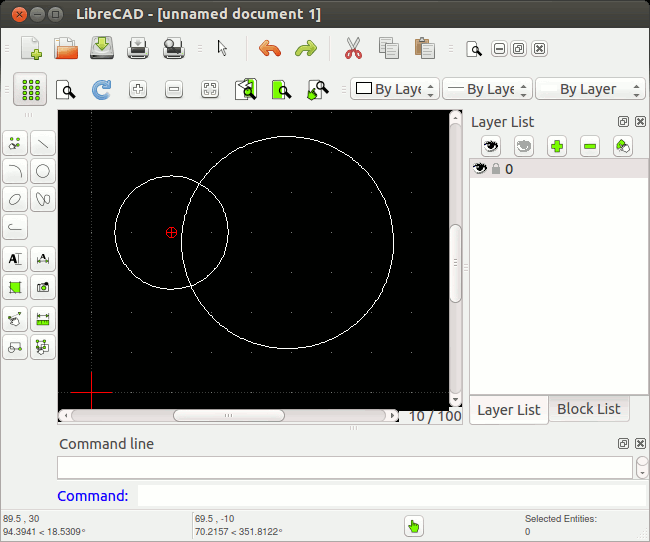 LibreCAD - [unnamed document 1]
By Laye
By Laye
By Layer
Layer List
0
10 / 100
Layer List
Block List
Command line
Command:
89.5 , 30
94.3941 < 18.5309°
69.5 , -10
70.2157 < 351.8122°
Selected Entities:
0